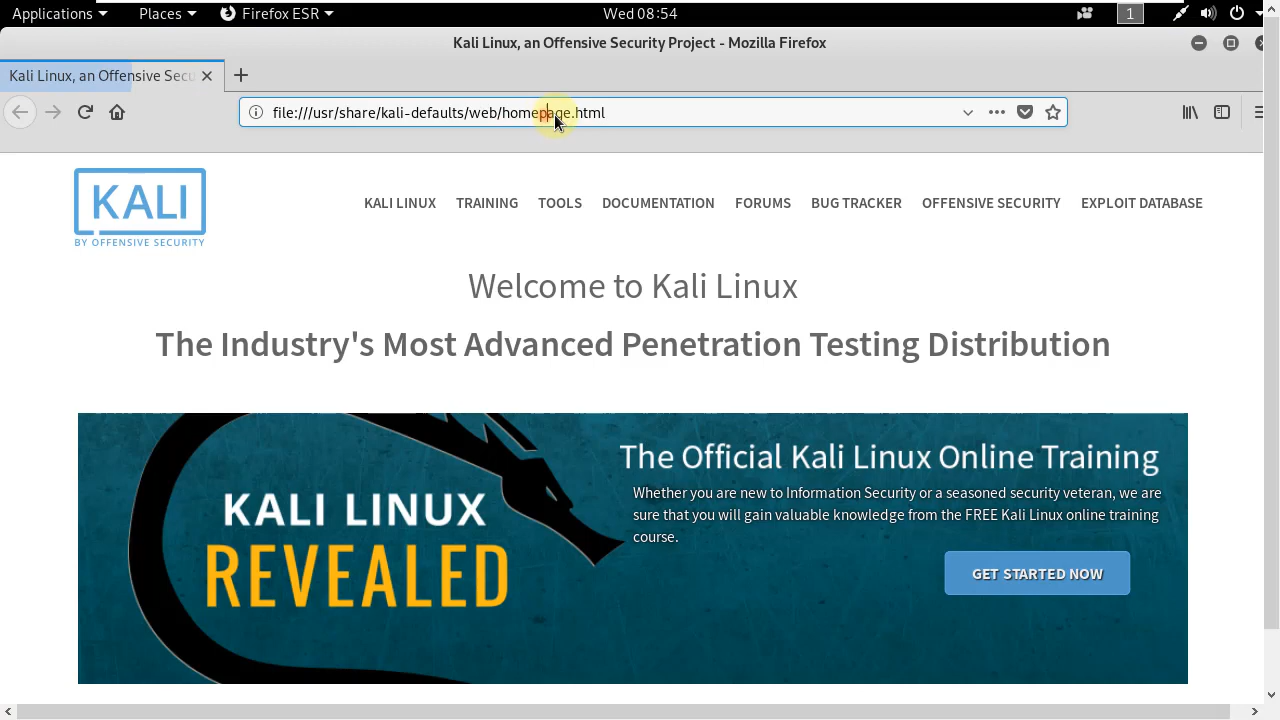 Applications Places Firefox ESR Wed 08:54 1
Kali Linux, an Offensive Security Project - Mozilla Firefox
Kali Linux, an Offensive Secu
file:///usr/share/kali-defaults/web/homepage.html
KALI
BY OFFENSIVE SECURITY
KALI LINUX TRAINING TOOLS DOCUMENTATION FORUMS BUG TRACKER OFFENSIVE SECURITY EXPLOIT DATABASE
Welcome to Kali Linux
The Industry's Most Advanced Penetration Testing Distribution
KALI LINUX
REVEALED
The Official Kali Linux Online Training
Whether you are new to Information Security or a seasoned security veteran, we are
sure that you will gain valuable knowledge from the FREE Kali Linux online training
course.
GET STARTED NOW